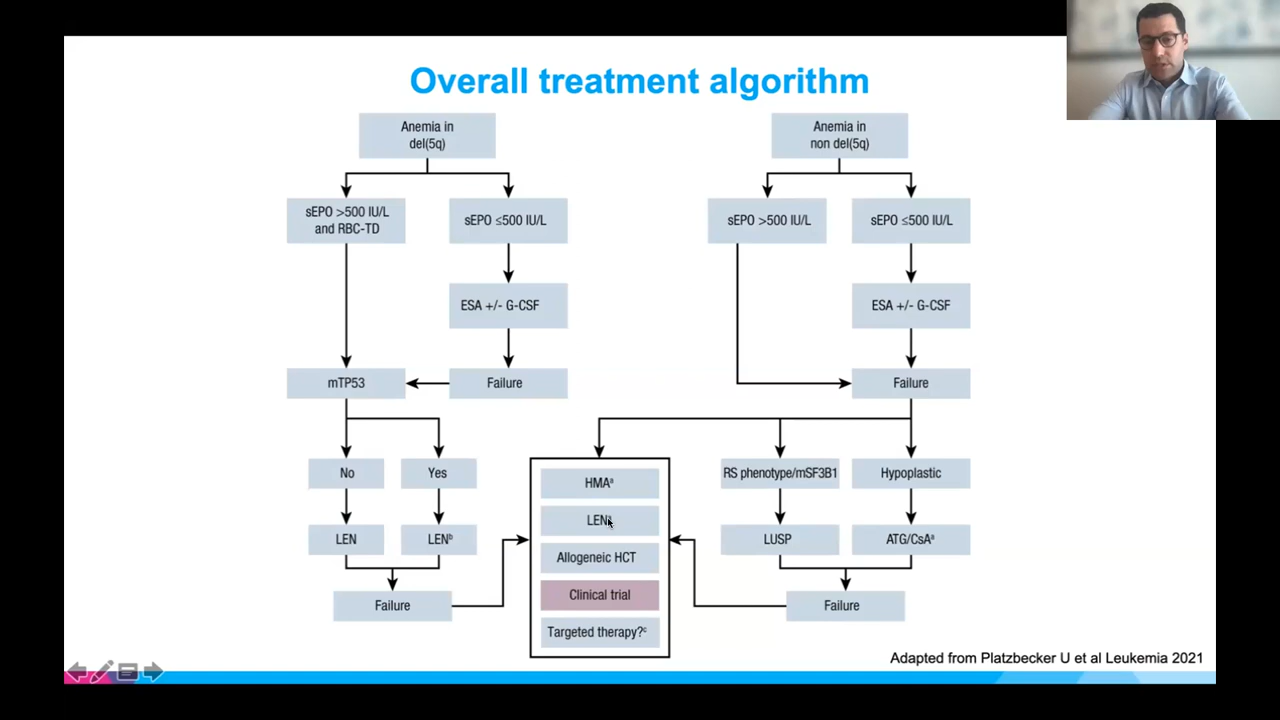 Overall treatment algorithm
Anemia in
del(5q)
Anemia in
non del(5q)
sEPO >500 IU/L
and RBC-TD
sEPO ≤500 IU/L
sEPO >500 IU/L
sEPO ≤500 IU/L
ESA +/- G-CSF
ESA +/- G-CSF
mTP53
Failure
Failure
No
Yes
HMAª
RS phenotype/mSF3B1
Hypoplastic
LEN
LEN
LENᵇ
Allogeneic HCT
LUSP
ATG/CsAª
Clinical trial
Failure
Failure
Targeted therapy?ᶜ
Adapted from Platzbecker U et al Leukemia 2021